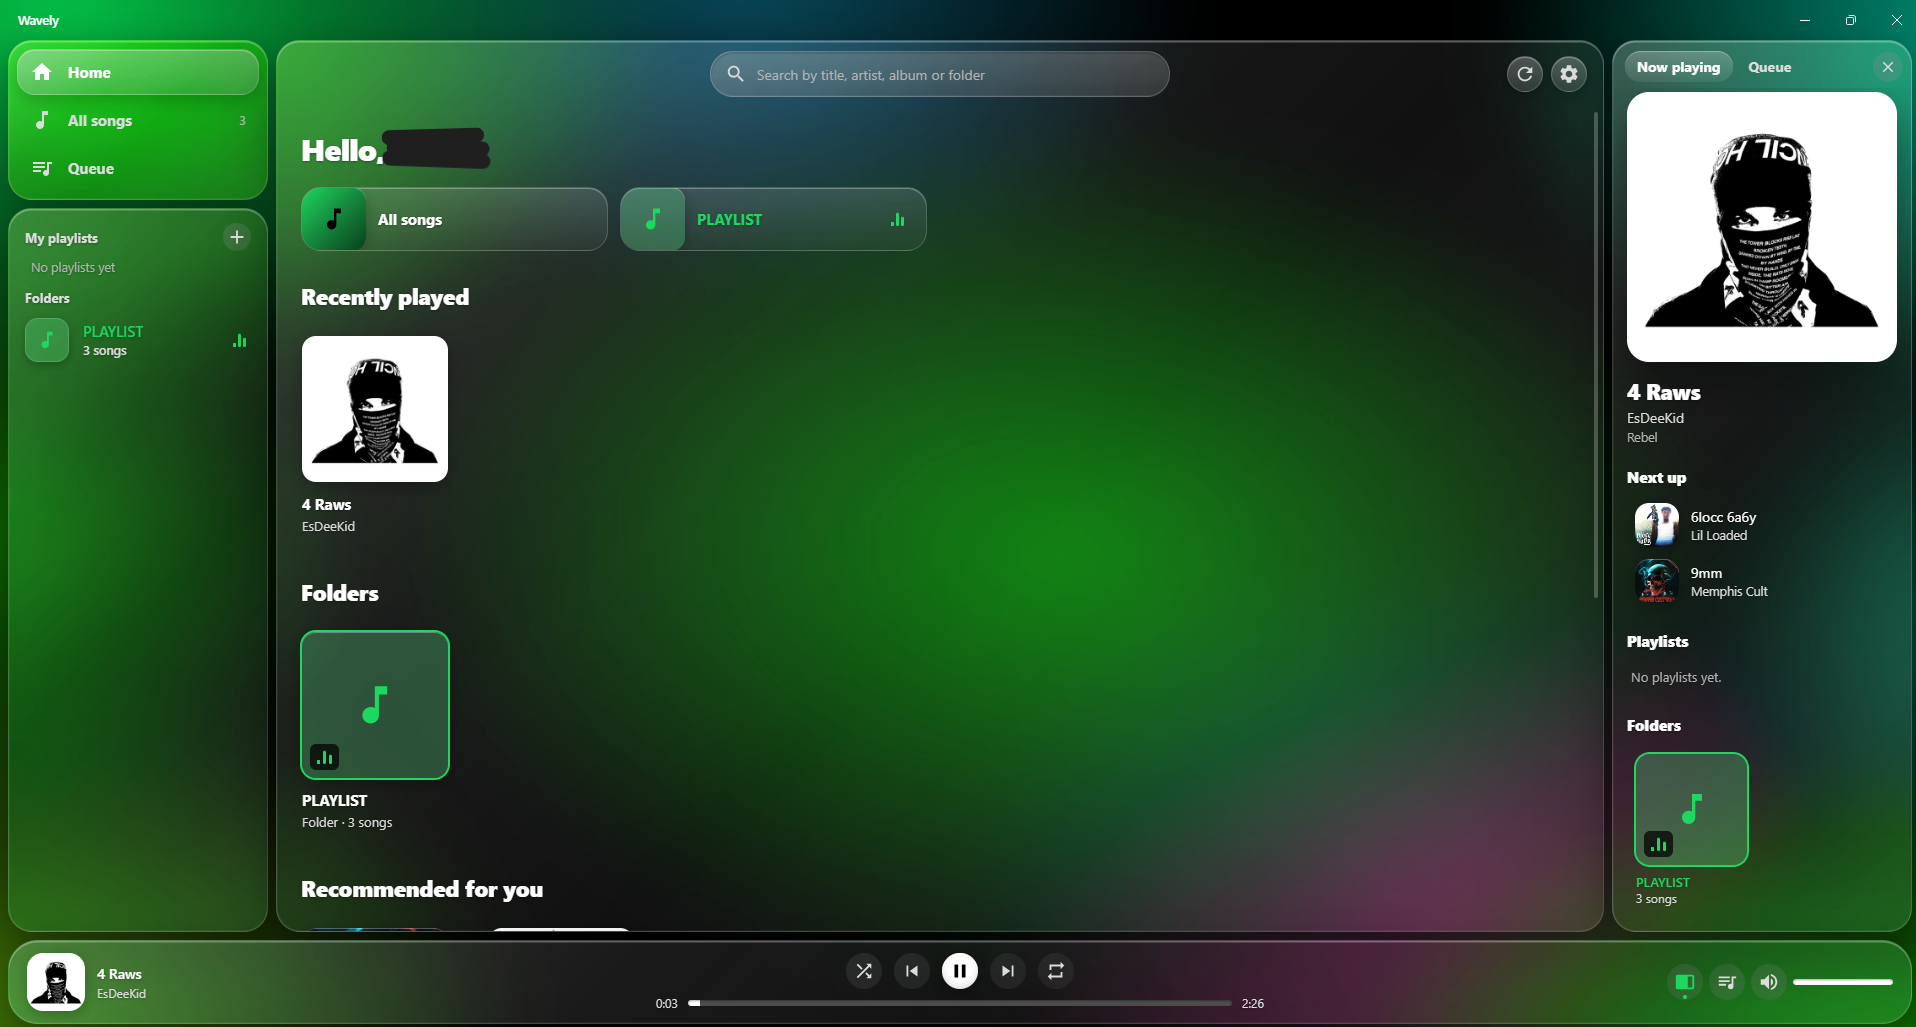 Wavely
Home
All songs
3
Queue
My playlists
No playlists yet
Folders
PLAYLIST
3 songs
Search by title, artist, album or folder
Hello,
All songs
PLAYLIST
Recently played
4 Raws
EsDeeKid
Folders
PLAYLIST
Folder · 3 songs
Recommended for you
Now playing
Queue
4 Raws
EsDeeKid
Rebel
Next up
6locc 6a6y
Lil Loaded
9mm
Memphis Cult
Playlists
No playlists yet.
Folders
PLAYLIST
3 songs
4 Raws
EsDeeKid
0:03
2:26